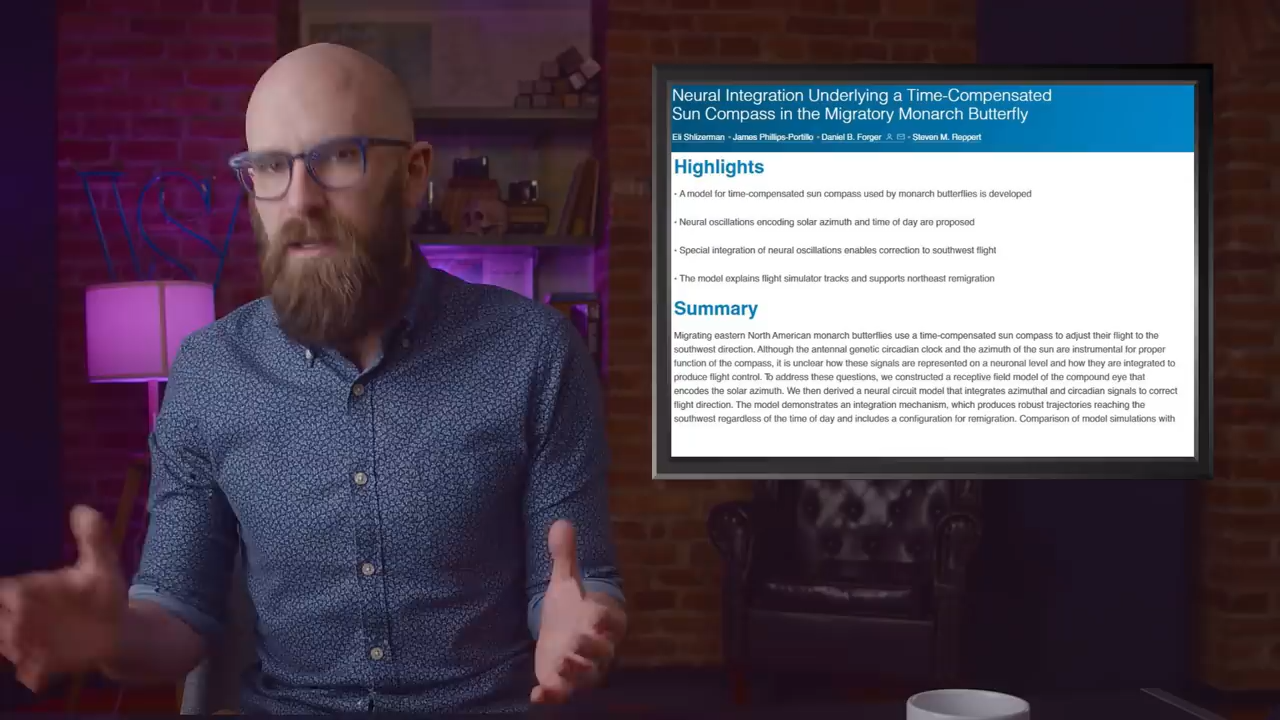 Neural Integration Underlying a Time-Compensated
Sun Compass in the Migratory Monarch Butterfly
Eli Shlizerman - James Phillips-Portillo - Daniel B. Forger - Steven M. Reppert
Highlights
• A model for time-compensated sun compass used by monarch butterflies is developed
• Neural oscillations encoding solar azimuth and time of day are proposed
• Special integration of neural oscillations enables correction to southwest flight
• The model explains flight simulator tracks and supports northeast remigration
Summary
Migrating eastern North American monarch butterflies use a time-compensated sun compass to adjust their flight to the
southwest direction. Although the antennal genetic circadian clock and the azimuth of the sun are instrumental for proper
function of the compass, it is unclear how these signals are represented on a neuronal level and how they are integrated to
produce flight control. To address these questions, we constructed a receptive field model of the compound eye that
encodes the solar azimuth. We then derived a neural circuit model that integrates azimuthal and circadian signals to correct
flight direction. The model demonstrates an integration mechanism, which produces robust trajectories reaching the
southwest regardless of the time of day and includes a configuration for remigration. Comparison of model simulations with